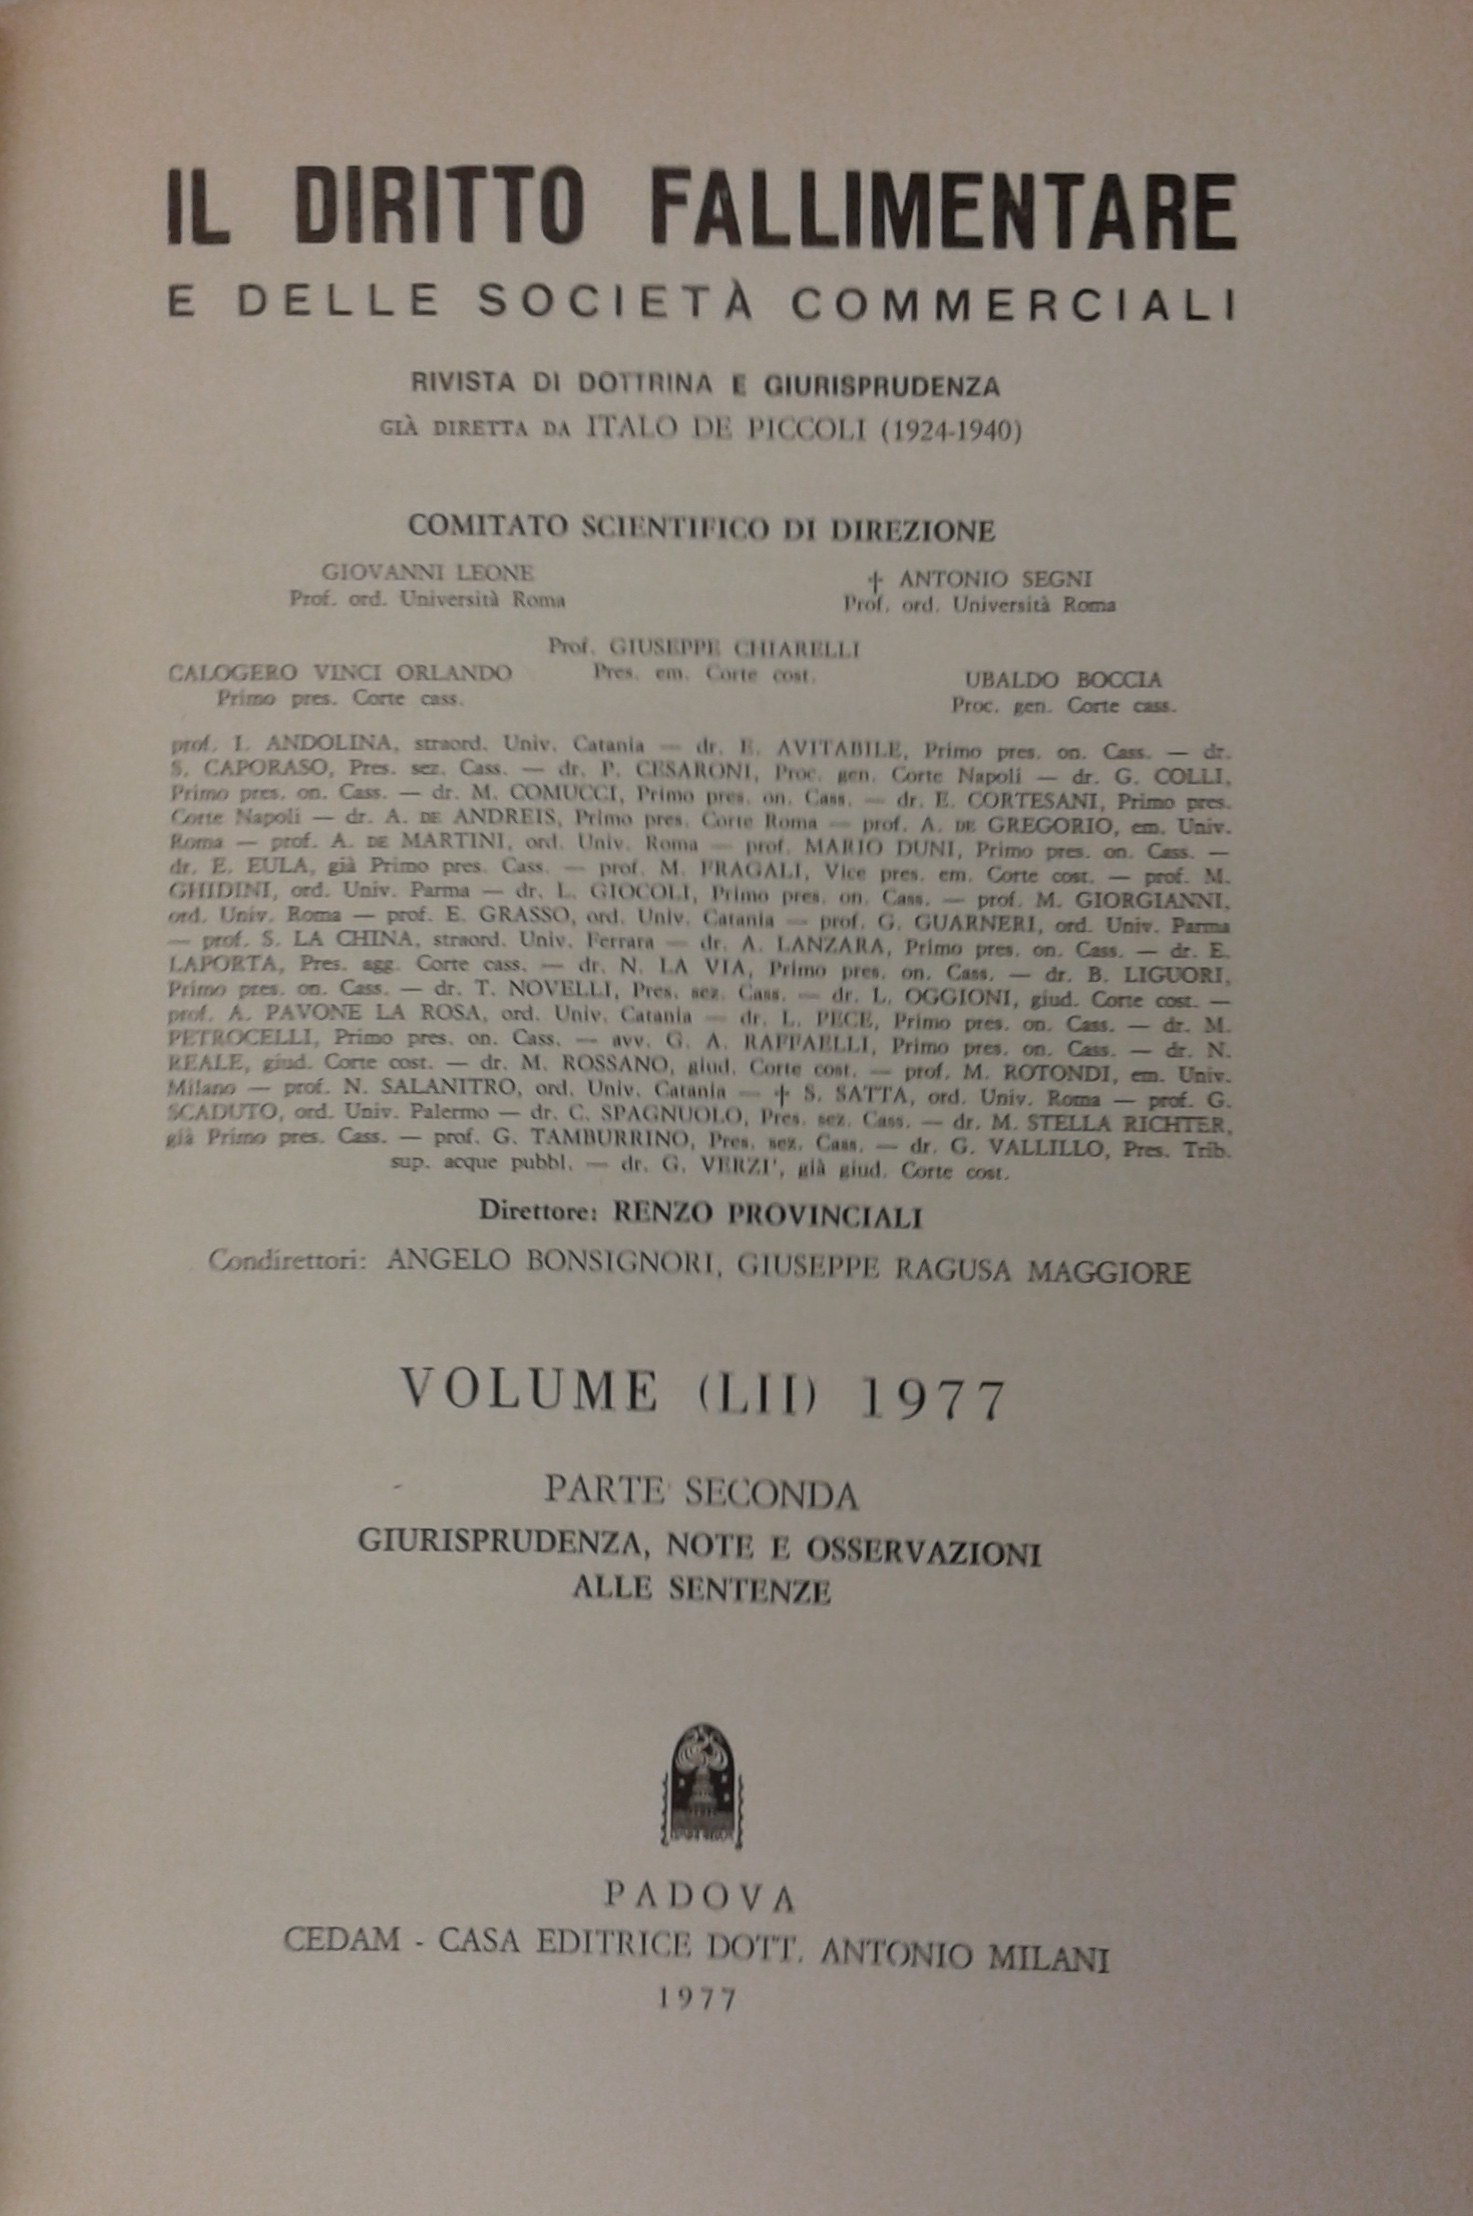 IL DIRITTO FALLIMENTARE
E DELLE SOCIETÀ COMMERCIALI
RIVISTA DI DOTTRINA E GIURISPRUDENZA
GIÀ DIRETTA DA ITALO DE PICCOLI (1924-1940)
COMITATO SCIENTIFICO DI DIREZIONE
GIOVANNI LEONE
Prof. ord. Università Roma
† ANTONIO SEGNI
Prof. ord. Università Roma
Prof. GIUSEPPE CHIARELLI
Pres. em. Corte cost.
CALOGERO VINCI ORLANDO
Primo pres. Corte cass.
UBALDO BOCCIA
Proc. gen. Corte cass.
prof. I. ANDOLINA, straord. Univ. Catania — dr. E. AVITABILE, Primo pres. on. Cass. — dr.
S. CAPORASO, Pres. sez. Cass. — dr. P. CESARONI, Proc. gen. Corte Napoli — dr. G. COLLI,
Primo pres. on. Cass. — dr. M. COMUCCI, Primo pres. on. Cass. — dr. E. CORTESANI, Primo pres.
Corte Napoli — dr. A. DE ANDREIS, Primo pres. Corte Roma — prof. A. DE GREGORIO, em. Univ.
Roma — prof. A. DE MARTINI, ord. Univ. Roma — prof. MARIO DUNI, Primo pres. on. Cass. —
dr. E. EULA, già Primo pres. Cass. — prof. M. FRAGALI, Vice pres. em. Corte cost. — prof. M.
GHIDINI, ord. Univ. Parma — dr. L. GIOCOLI, Primo pres. on. Cass. — prof. M. GIORGIANNI,
ord. Univ. Roma — prof. E. GRASSO, ord. Univ. Catania — prof. G. GUARNERI, ord. Univ. Parma
— prof. S. LA CHINA, straord. Univ. Ferrara — dr. A. LANZARA, Primo pres. on. Cass. — dr. E.
LAPORTA, Pres. agg. Corte cass. — dr. N. LA VIA, Primo pres. on. Cass. — dr. B. LIGUORI,
Primo pres. on. Cass. — dr. T. NOVELLI, Pres. sez. Cass. — dr. L. OGGIONI, giud. Corte cost. —
prof. A. PAVONE LA ROSA, ord. Univ. Catania — dr. L. PECE, Primo pres. on. Cass. — dr. M.
PETROCELLI, Primo pres. on. Cass. — avv. G. A. RAFFAELLI, Primo pres. on. Cass. — dr. N.
REALE, giud. Corte cost. — dr. M. ROSSANO, giud. Corte cost. — prof. M. ROTONDI, em. Univ.
Milano — prof. N. SALANITRO, ord. Univ. Catania — † S. SATTA, ord. Univ. Roma — prof. G.
SCADUTO, ord. Univ. Palermo — dr. C. SPAGNUOLO, Pres. sez. Cass. — dr. M. STELLA RICHTER,
già Primo pres. Cass. — prof. G. TAMBURRINO, Pres. sez. Cass. — dr. G. VALLILLO, Pres. Trib.
sup. acque pubbl. — dr. G. VERZI', già giud. Corte cost.
Direttore: RENZO PROVINCIALI
Condirettori: ANGELO BONSIGNORI, GIUSEPPE RAGUSA MAGGIORE
VOLUME (LII) 1977
PARTE SECONDA
GIURISPRUDENZA, NOTE E OSSERVAZIONI
ALLE SENTENZE
PADOVA
CEDAM - CASA EDITRICE DOTT. ANTONIO MILANI
1977